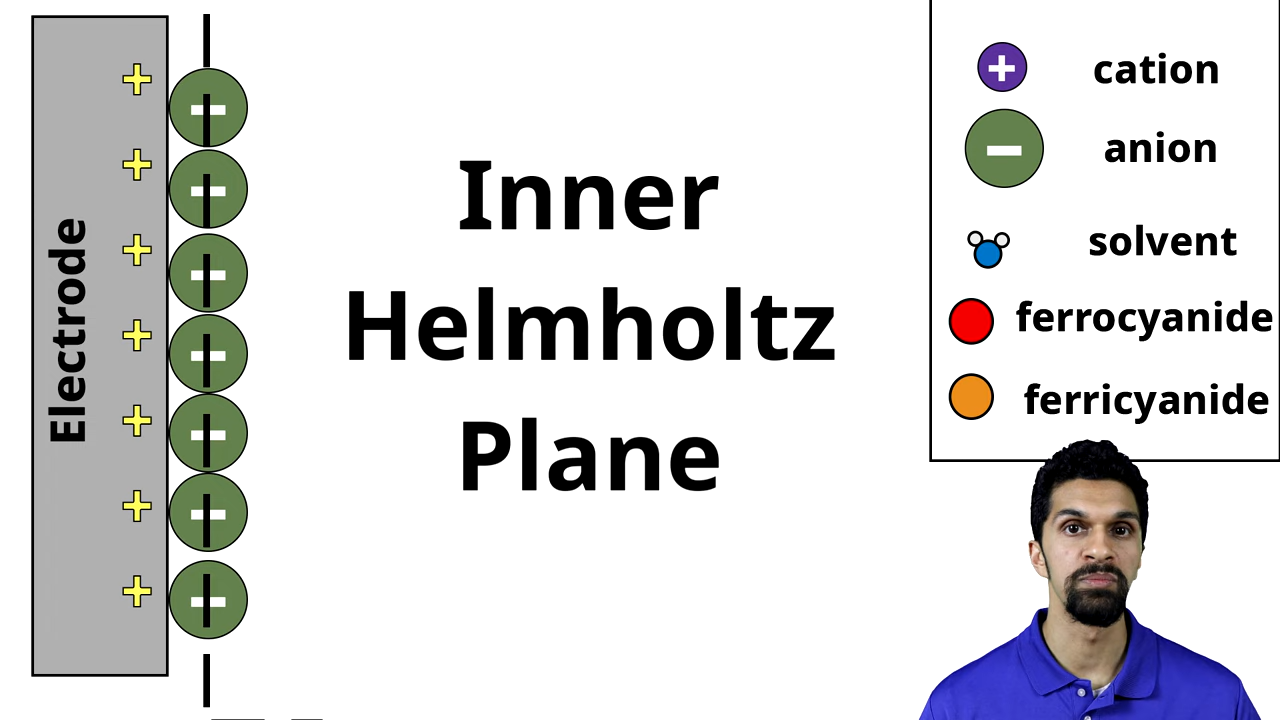 Electrode
Inner
Helmholtz
Plane
cation
anion
solvent
ferrocyanide
ferricyanide